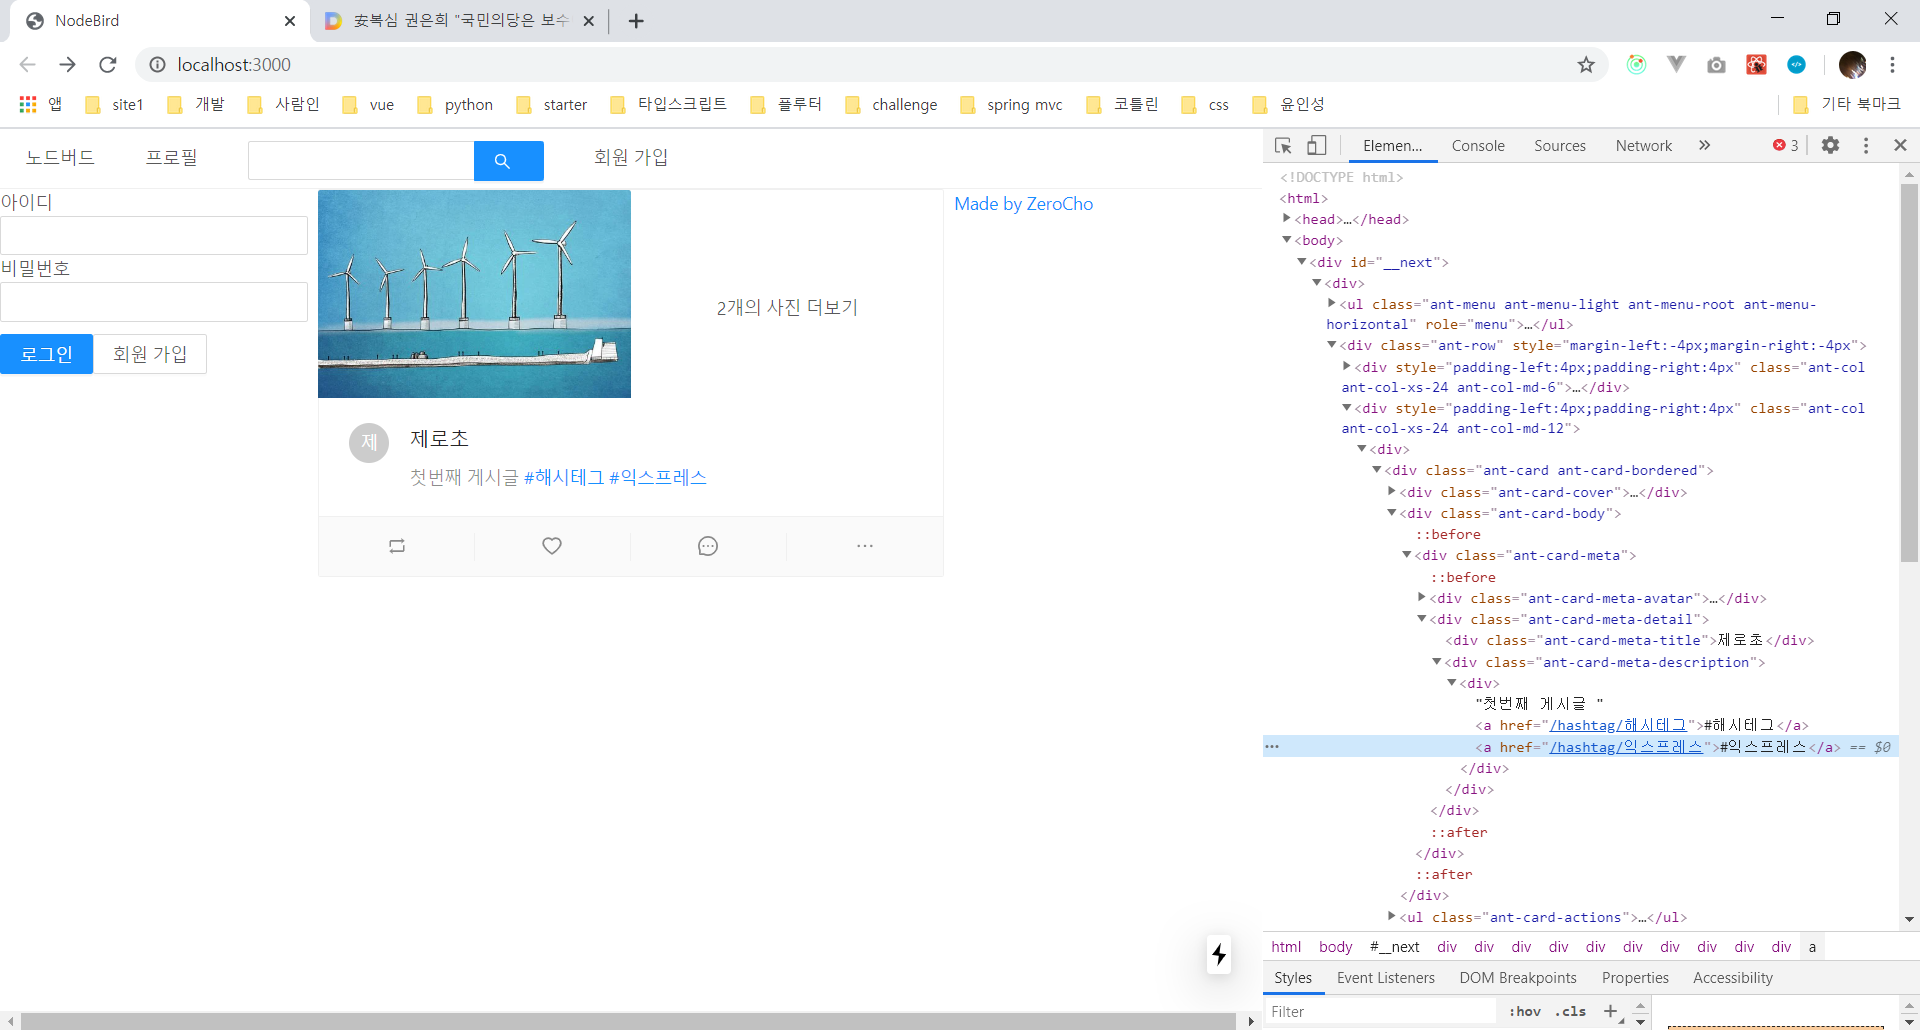 NodeBird
安복심 권은희 "국민의당은 보수
localhost:3000
앱 site1 개발 사람인 vue python starter 타입스크립트 플루터 challenge spring mvc 코틀린 css 윤인성 기타 북마크
노드버드 프로필 회원 가입
아이디
비밀번호
로그인 회원 가입
2개의 사진 더보기
제 제로초
첫번째 게시글 #해시테그 #익스프레스
Made by ZeroCho
Elemen... Console Sources Network » 3
<!DOCTYPE html>
<html>
<head>…</head>
<body>
<div id="__next">
<div>
<ul class="ant-menu ant-menu-light ant-menu-root ant-menu-
horizontal" role="menu">…</ul>
<div class="ant-row" style="margin-left:-4px;margin-right:-4px">
<div style="padding-left:4px;padding-right:4px" class="ant-col
ant-col-xs-24 ant-col-md-6">…</div>
<div style="padding-left:4px;padding-right:4px" class="ant-col
ant-col-xs-24 ant-col-md-12">
<div>
<div class="ant-card ant-card-bordered">
<div class="ant-card-cover">…</div>
<div class="ant-card-body">
::before
<div class="ant-card-meta">
::before
<div class="ant-card-meta-avatar">…</div>
<div class="ant-card-meta-detail">
<div class="ant-card-meta-title">제로초</div>
<div class="ant-card-meta-description">
<div>
"첫번째 게시글 "
<a href="/hashtag/해시테그">#해시테그</a>
<a href="/hashtag/익스프레스">#익스프레스</a> == $0
</div>
</div>
</div>
::after
</div>
::after
</div>
<ul class="ant-card-actions">…</ul>
html body #__next div div div div div div div div div div a
Styles Event Listeners DOM Breakpoints Properties Accessibility
Filter :hov .cls +